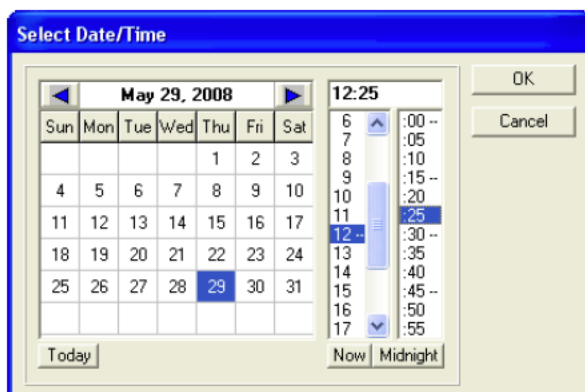 Select Date/Time
May 29, 2008
Sun Mon Tue Wed Thu Fri Sat
1 2 3
4 5 6 7 8 9 10
11 12 13 14 15 16 17
18 19 20 21 22 23 24
25 26 27 28 29 30 31
Today
12:25
6
7
8
9
10
11
12 --
13
14
15
16
17
:00 --
:05
:10
:15 --
:20
:25
:30 --
:35
:40
:45 --
:50
:55
Now Midnight
OK
Cancel